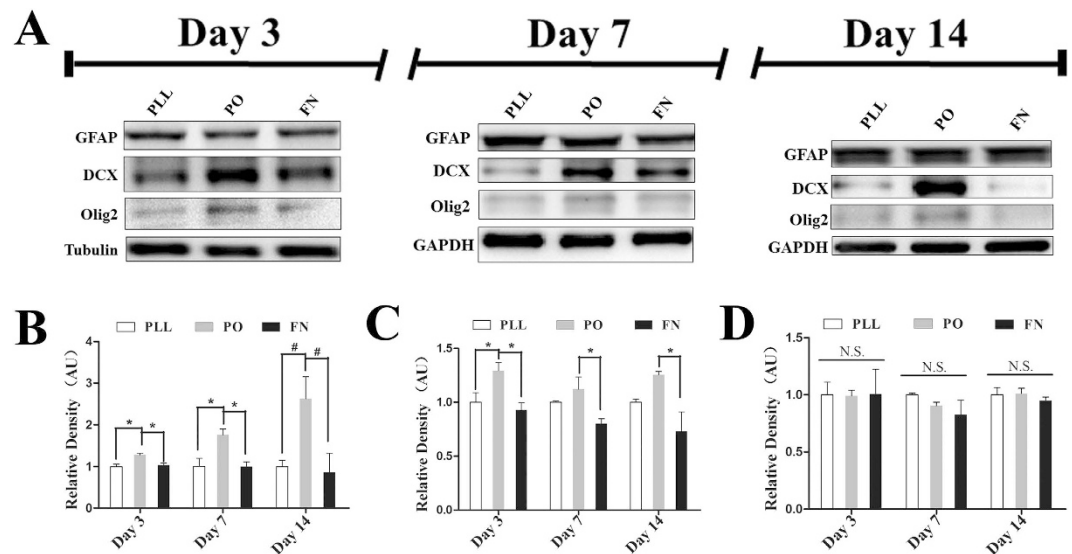 A
Day 3
Day 7
Day 14
PLL PO FN
GFAP
DCX
Olig2
Tubulin
PLL PO FN
GFAP
DCX
Olig2
GAPDH
PLL PO FN
GFAP
DCX
Olig2
GAPDH
B
PLL PO FN
Relative Density （AU）
4
3
2
1
0
* * * * # #
Day 3 Day 7 Day 14
C
PLL PO FN
Relative Density （AU）
1.5
1.0
0.5
0.0
* * * *
Day 3 Day 7 Day 14
D
PLL PO FN
Relative Density （AU）
1.5
1.0
0.5
0.0
N.S. N.S. N.S.
Day 3 Day 7 Day 14